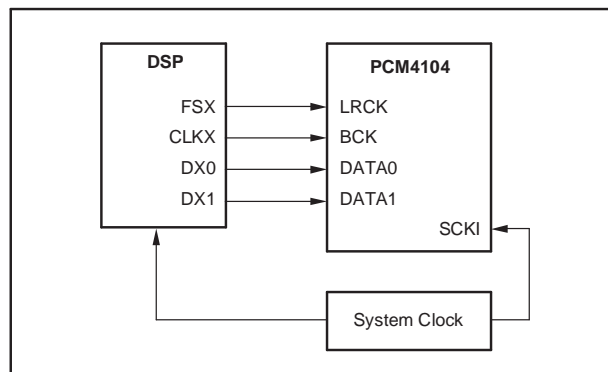 DSP
PCM4104
FSX
LRCK
CLKX
BCK
DX0
DATA0
DX1
DATA1
SCKI
System Clock